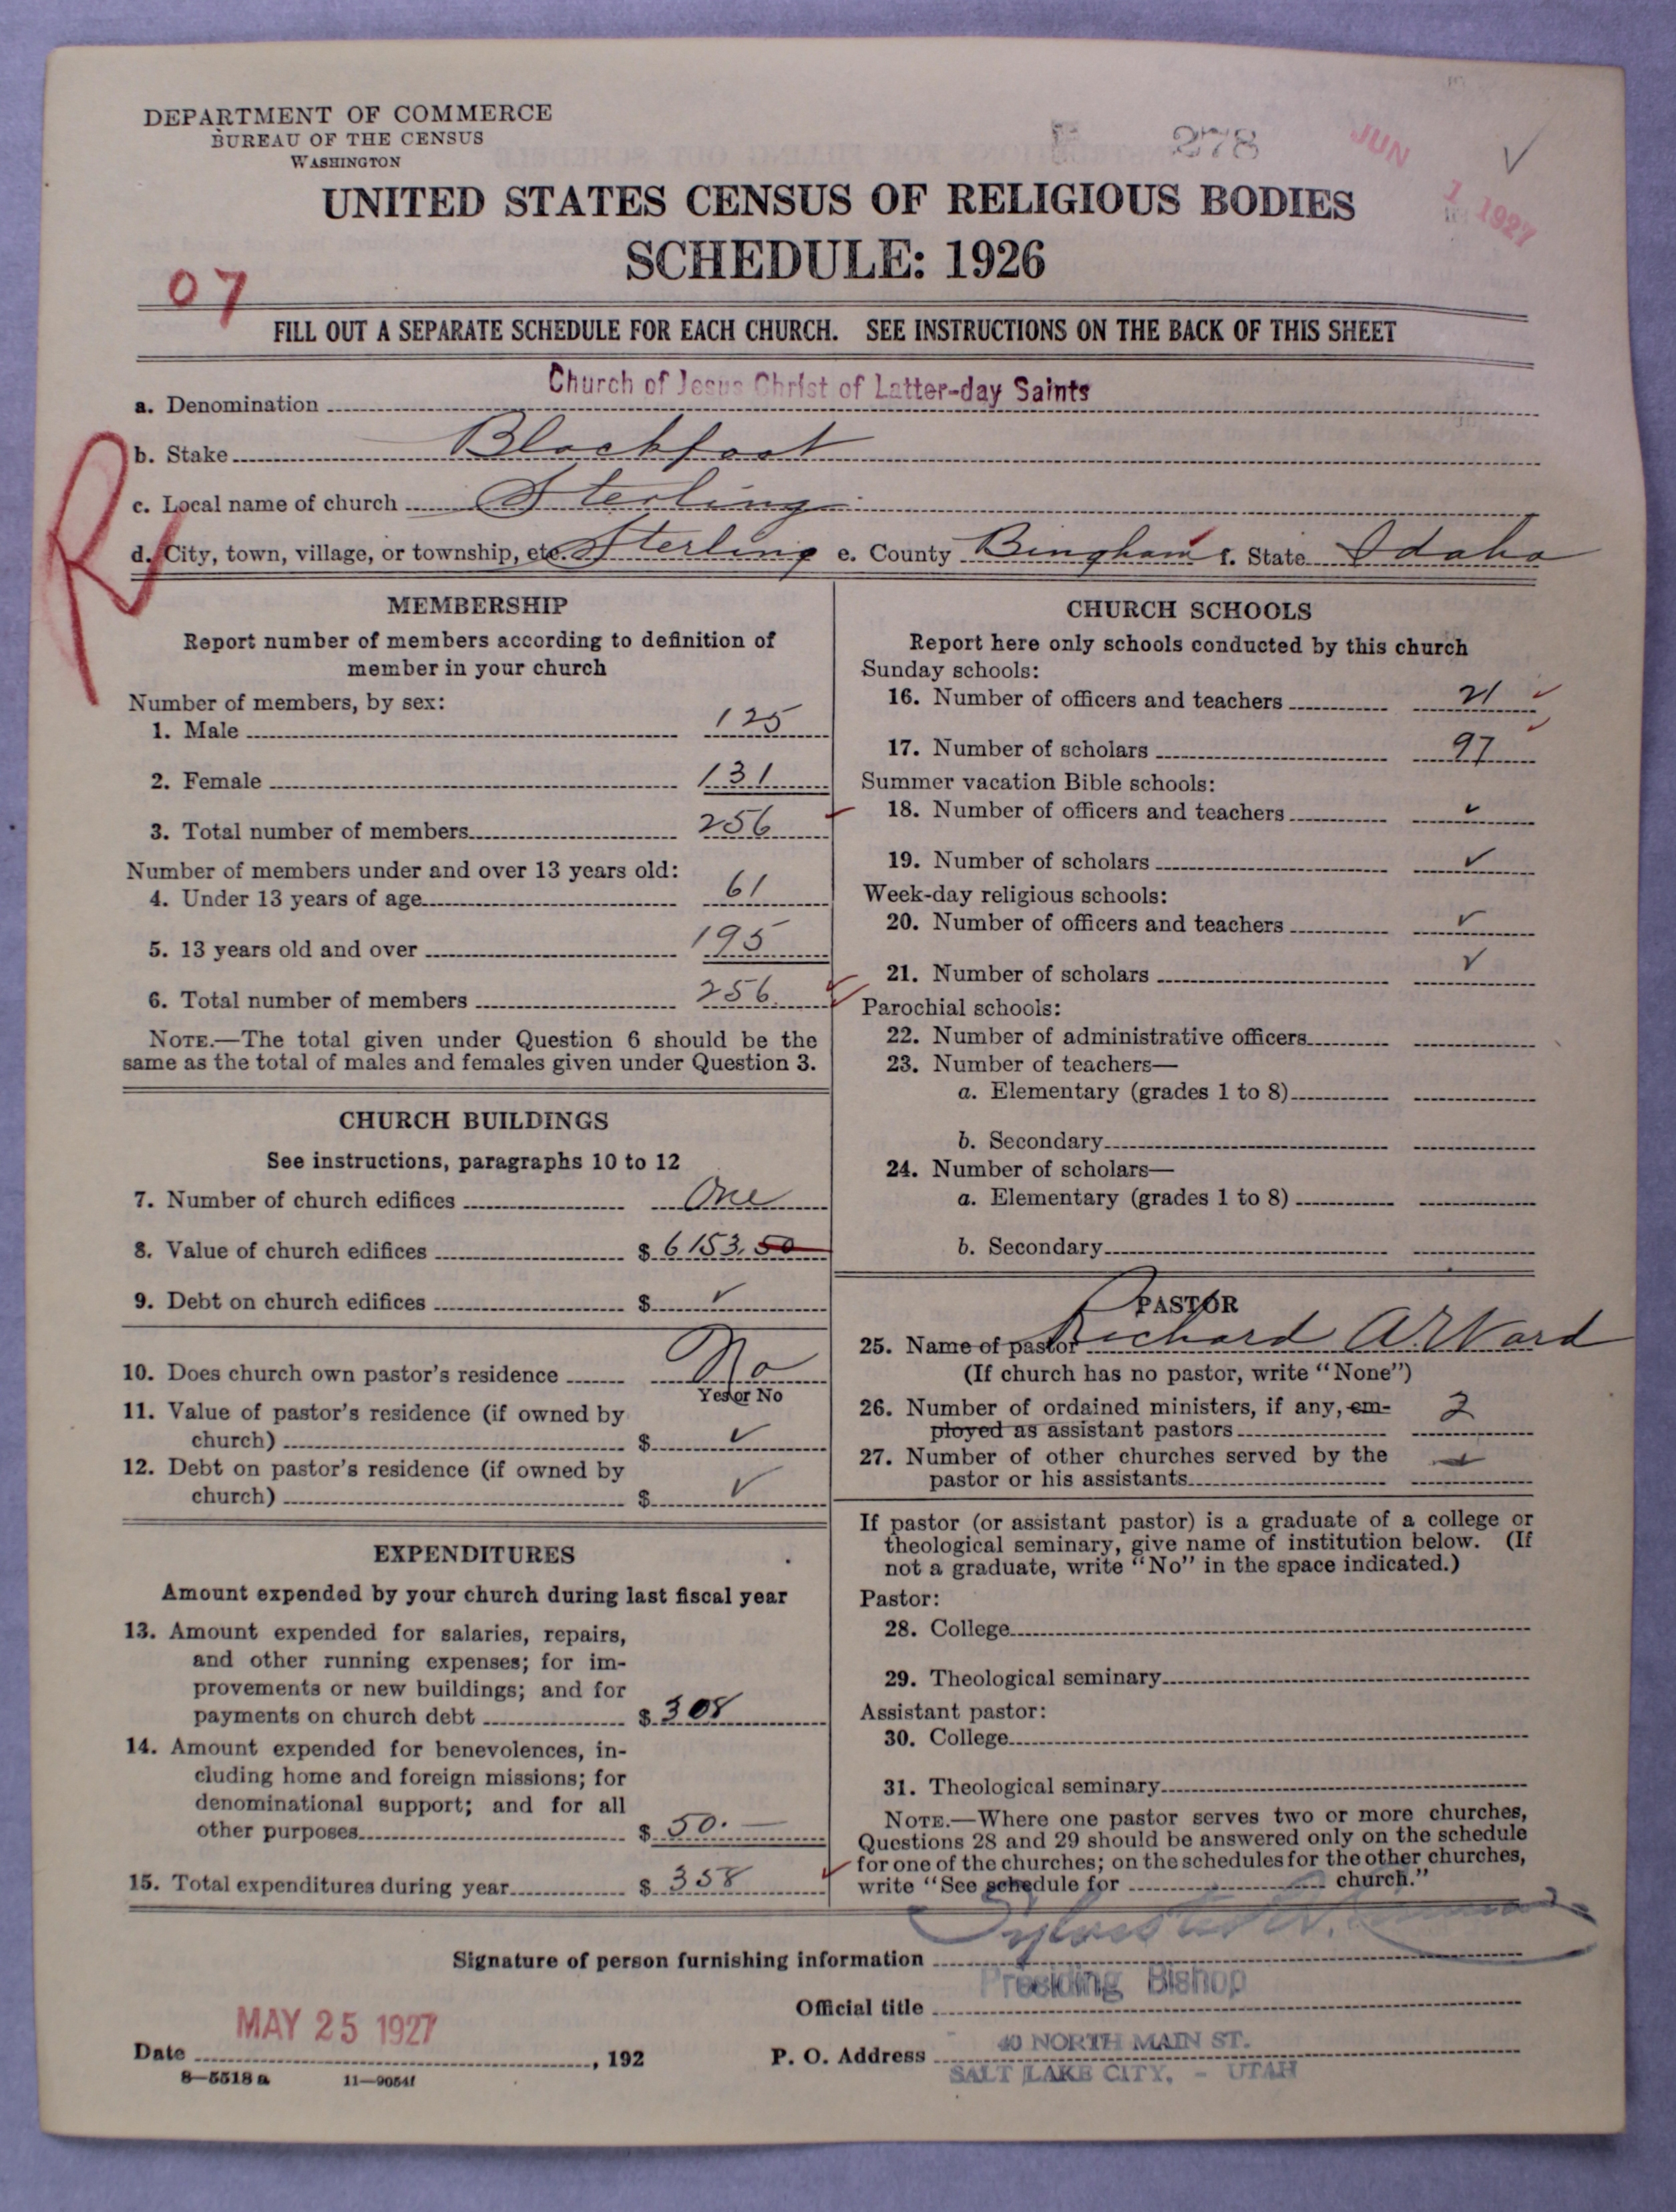 DEPARTMENT OF COMMERCE
BUREAU OF THE CENSUS
WASHINGTON
278
JUN 1 1927
UNITED STATES CENSUS OF RELIGIOUS BODIES
SCHEDULE: 1926
07
FILL OUT A SEPARATE SCHEDULE FOR EACH CHURCH. SEE INSTRUCTIONS ON THE BACK OF THIS SHEET
a. Denomination Church of Jesus Christ of Latter-day Saints
b. Stake Blackfoot
c. Local name of church Sterling
R
d. City, town, village, or township, etc. Sterling e. County Bingham f. State Idaho
MEMBERSHIP
Report number of members according to definition of
member in your church
Number of members, by sex:
1. Male 125
2. Female 131
3. Total number of members 256
Number of members under and over 13 years old:
4. Under 13 years of age 61
5. 13 years old and over 195
6. Total number of members 256
NOTE.—The total given under Question 6 should be the
same as the total of males and females given under Question 3.
CHURCH BUILDINGS
See instructions, paragraphs 10 to 12
7. Number of church edifices One
8. Value of church edifices $ 6153.50
9. Debt on church edifices $ ✓
10. Does church own pastor's residence No
Yes or No
11. Value of pastor's residence (if owned by
church) $ ✓
12. Debt on pastor's residence (if owned by
church) $ ✓
EXPENDITURES
Amount expended by your church during last fiscal year
13. Amount expended for salaries, repairs,
and other running expenses; for im-
provements or new buildings; and for
payments on church debt $ 308
14. Amount expended for benevolences, in-
cluding home and foreign missions; for
denominational support; and for all
other purposes $ 50.—
15. Total expenditures during year $ 358
CHURCH SCHOOLS
Report here only schools conducted by this church
Sunday schools:
16. Number of officers and teachers 21
17. Number of scholars 97
Summer vacation Bible schools:
18. Number of officers and teachers ✓
19. Number of scholars ✓
Week-day religious schools:
20. Number of officers and teachers ✓
21. Number of scholars ✓
Parochial schools:
22. Number of administrative officers
23. Number of teachers—
a. Elementary (grades 1 to 8)
b. Secondary
24. Number of scholars—
a. Elementary (grades 1 to 8)
b. Secondary
PASTOR
25. Name of pastor Richard A Ward
(If church has no pastor, write "None")
26. Number of ordained ministers, if any, em-
ployed as assistant pastors 2
27. Number of other churches served by the
pastor or his assistants
If pastor (or assistant pastor) is a graduate of a college or
theological seminary, give name of institution below. (If
not a graduate, write "No" in the space indicated.)
Pastor:
28. College
29. Theological seminary
Assistant pastor:
30. College
31. Theological seminary
NOTE.—Where one pastor serves two or more churches,
Questions 28 and 29 should be answered only on the schedule
for one of the churches; on the schedules for the other churches,
write "See schedule for church."
Signature of person furnishing information Sylvester Q.
Official title Presiding Bishop
Date MAY 25 1927, 192
P. O. Address 40 NORTH MAIN ST.
SALT LAKE CITY, - UTAH
8—5518 a 11—9054f